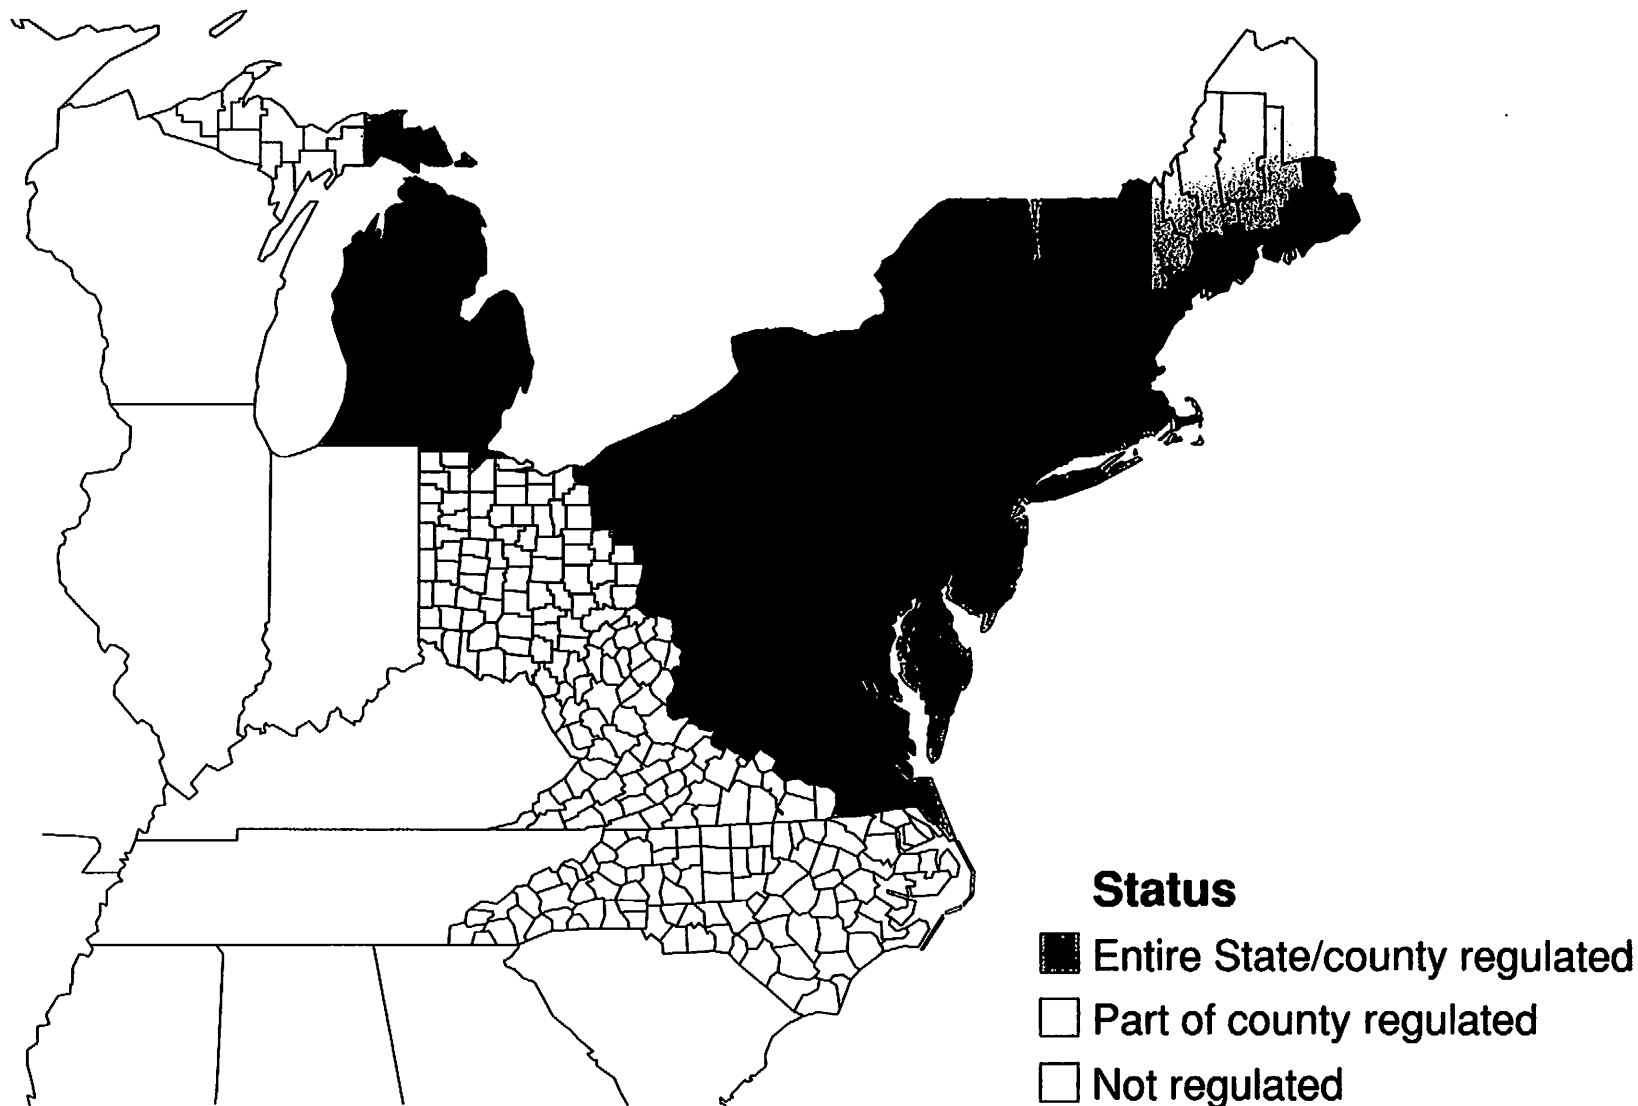 Status
Entire State/county regulated
Part of county regulated
Not regulated